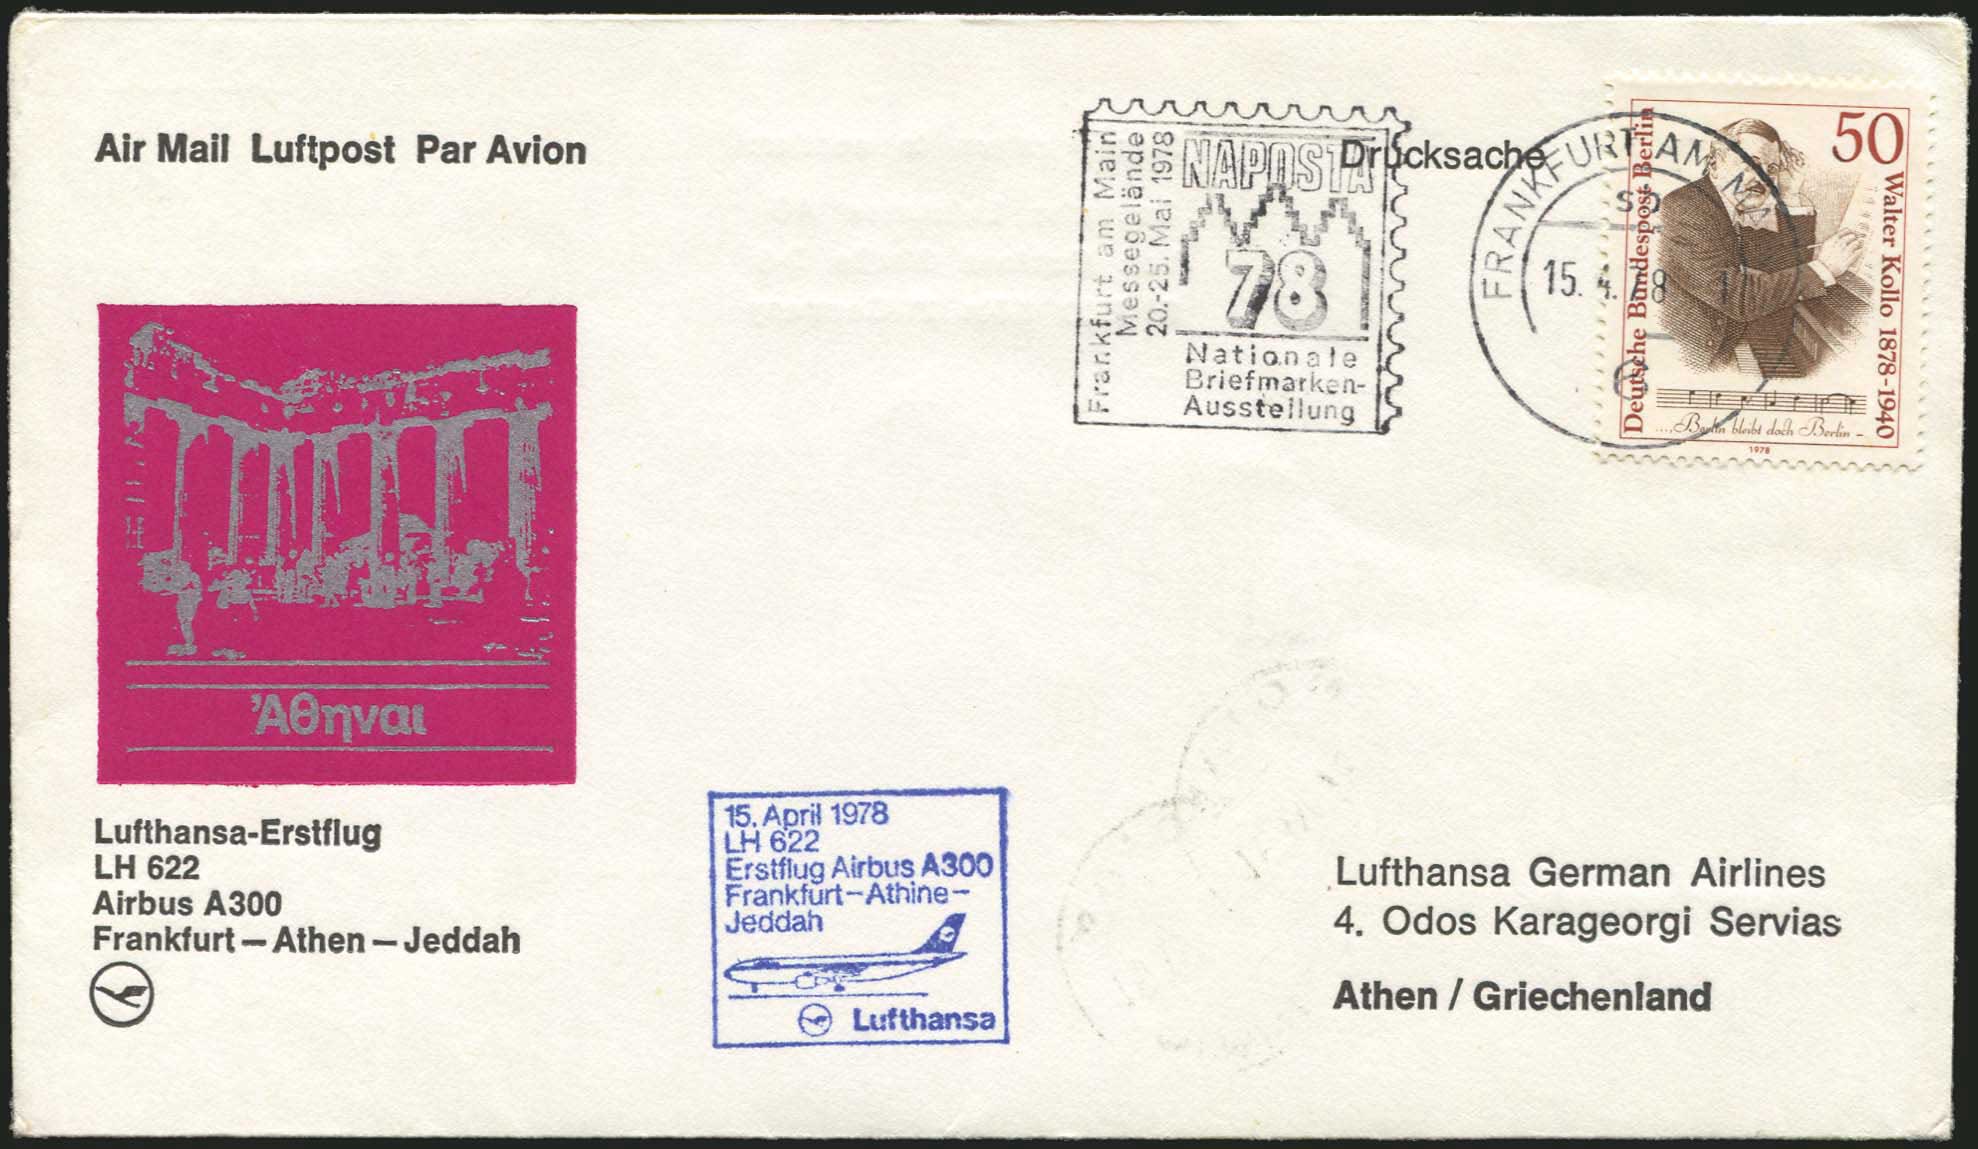 Air Mail Luftpost Par Avion
Frankfurt am Main
Messegelände
20.-25. Mai 1978
NAPOSTA
78
Nationale
Briefmarken-
Ausstellung
Drucksache
FRANKFURT AM
15. 4. 78
50
Deutsche Bundespost Berlin
Walter Kollo 1878-1940
...„Berlin bleibt doch Berlin -
1978
Ἀθηναι
Lufthansa-Erstflug
LH 622
Airbus A300
Frankfurt – Athen – Jeddah
15. April 1978
LH 622
Erstflug Airbus A300
Frankfurt – Athine –
Jeddah
Lufthansa
Lufthansa German Airlines
4. Odos Karageorgi Servias
Athen / Griechenland